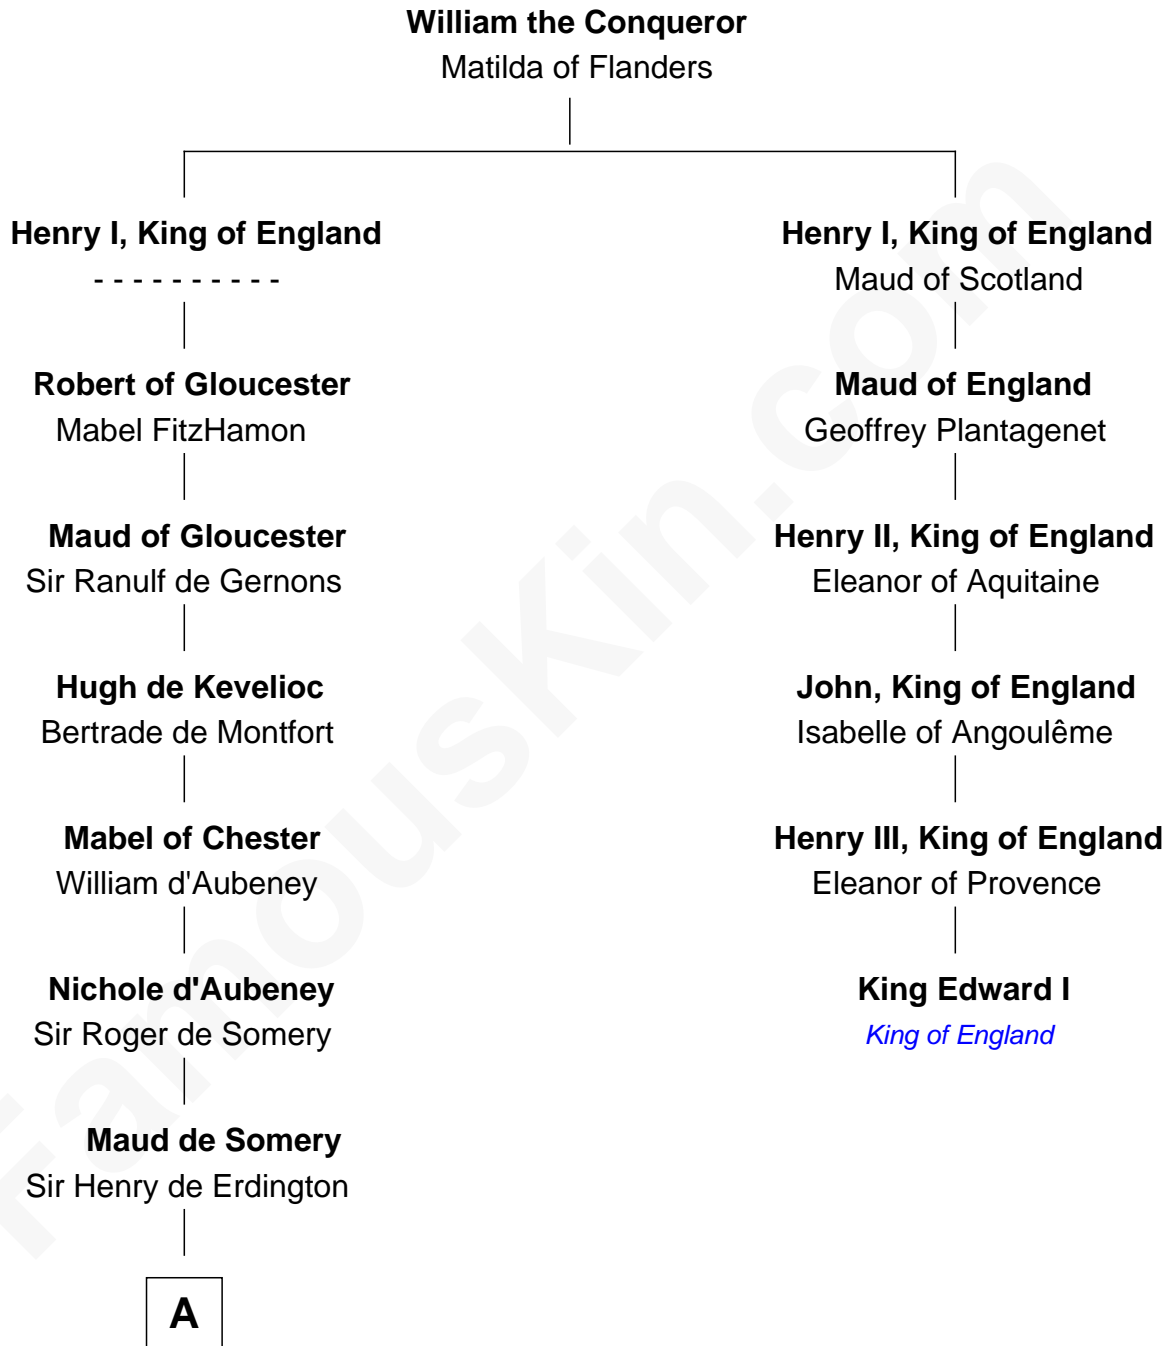 William the Conqueror
Matilda of Flanders
Henry I, King of England
- - - - - - - - - -
Robert of Gloucester
Mabel FitzHamon
Maud of Gloucester
Sir Ranulf de Gernons
Hugh de Kevelioc
Bertrade de Montfort
Mabel of Chester
William d'Aubeney
Nichole d'Aubeney
Sir Roger de Somery
Maud de Somery
Sir Henry de Erdington
A
Henry I, King of England
Maud of Scotland
Maud of England
Geoffrey Plantagenet
Henry II, King of England
Eleanor of Aquitaine
John, King of England
Isabelle of Angoulême
Henry III, King of England
Eleanor of Provence
King Edward I
King of England
FamousKin.com